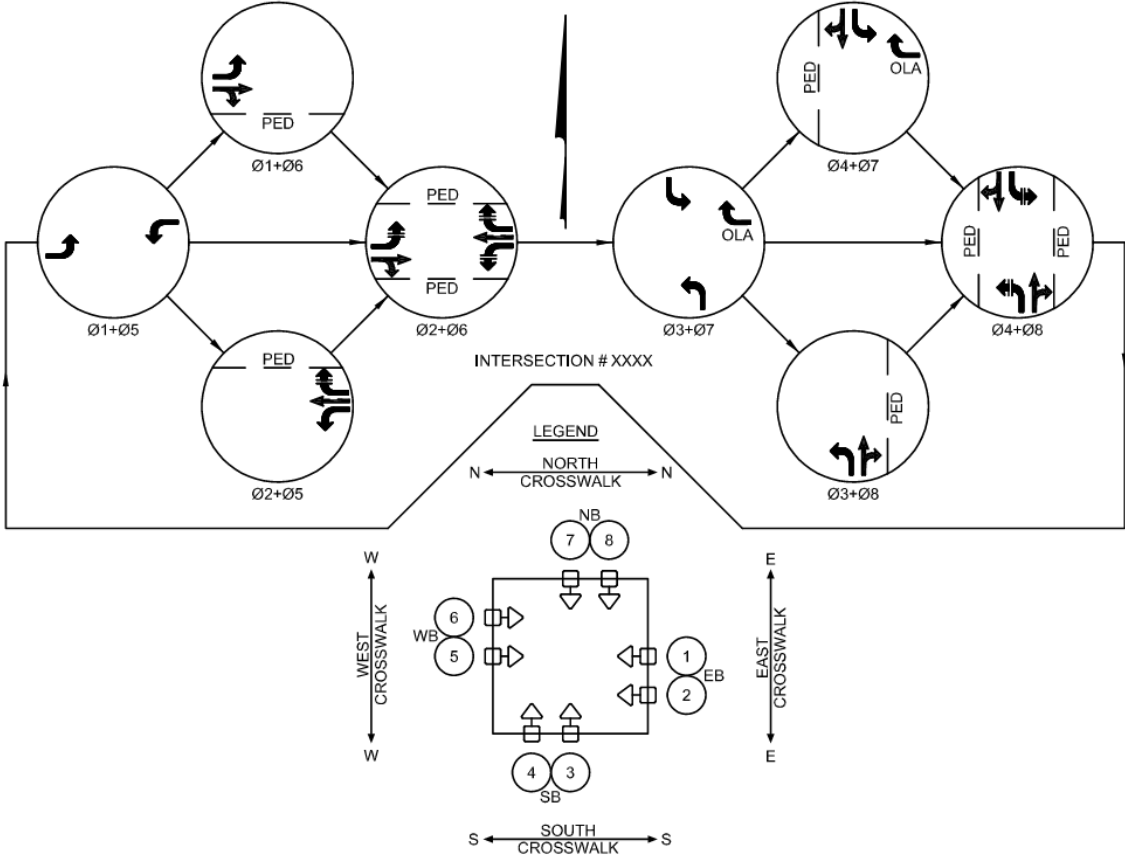 PED
Ø1+Ø6
Ø1+Ø5
PED
PED
Ø2+Ø6
PED
Ø2+Ø5
PED
OLA
Ø4+Ø7
OLA
Ø3+Ø7
PED
PED
Ø4+Ø8
PED
Ø3+Ø8
INTERSECTION # XXXX
LEGEND
N NORTH N
CROSSWALK
NB
7 8
W
WEST
CROSSWALK
W
6
WB
5
1
EB
2
E
EAST
CROSSWALK
E
4 3
SB
S SOUTH S
CROSSWALK